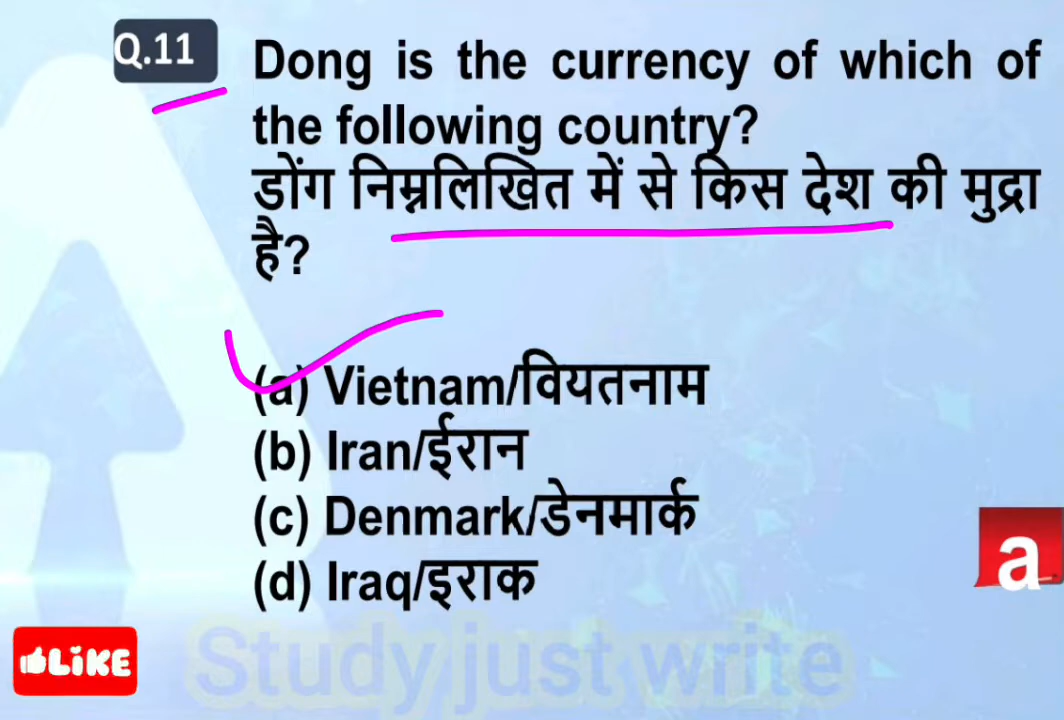 Q.11
Dong is the currency of which of
the following country?
डोंग निम्नलिखित में से किस देश की मुद्रा
है?
(a) Vietnam/वियतनाम
(b) Iran/ईरान
(c) Denmark/डेनमार्क
(d) Iraq/इराक
a
LiKE
Study just write